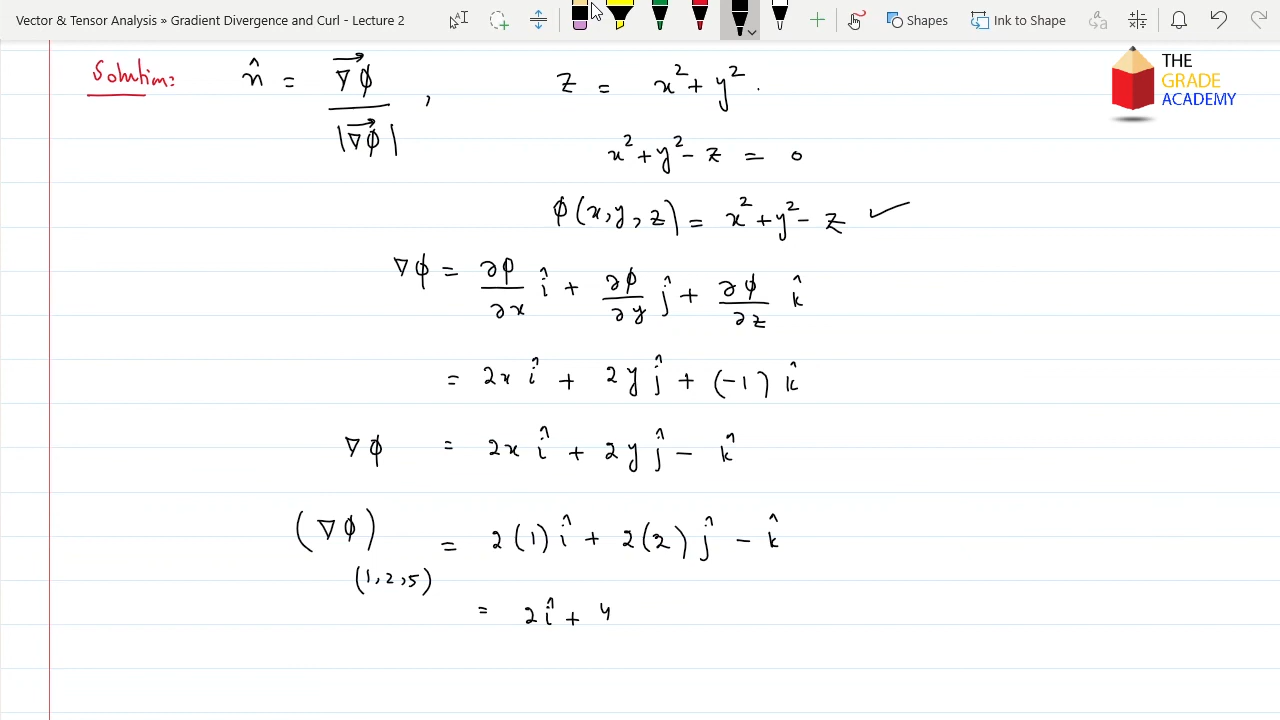 Vector & Tensor Analysis » Gradient Divergence and Curl - Lecture 2
Shapes Ink to Shape
THE
GRADE
ACADEMY
Solution: n̂ = ∇⃗ϕ / |∇⃗ϕ| , z = x² + y² .
x² + y² - z = 0
ϕ(x,y,z) = x² + y² - z ✓
∇ϕ = ∂ϕ/∂x î + ∂ϕ/∂y ĵ + ∂ϕ/∂z k̂
= 2x î + 2y ĵ + (-1) k̂
∇ϕ = 2x î + 2y ĵ - k̂
(∇ϕ)(1,2,5) = 2(1) î + 2(2) ĵ - k̂
= 2î + 4